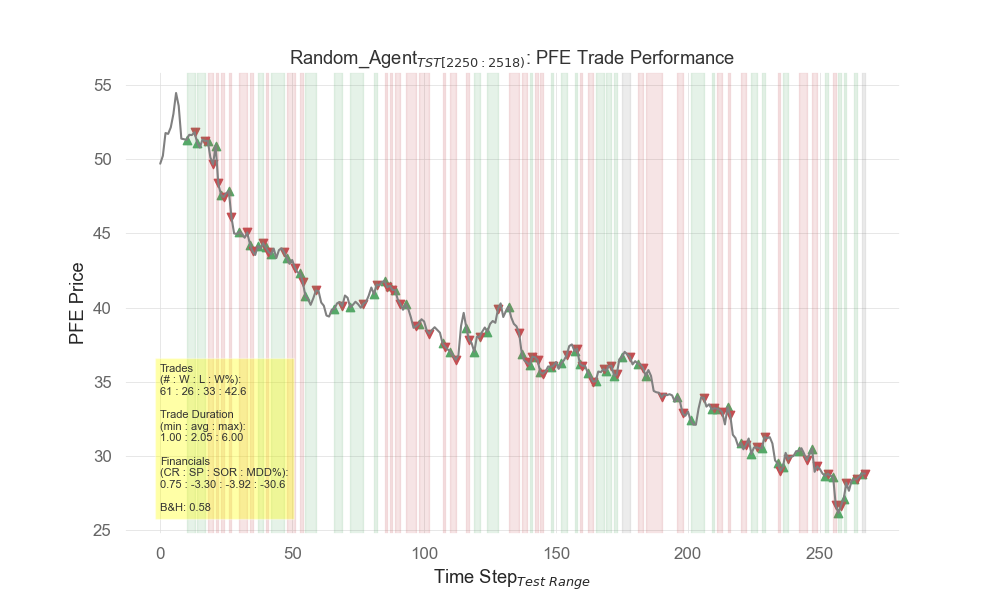 Random_Agent_TST[2250 : 2518): PFE Trade Performance
55
50
45
40
35
30
25
PFE Price
Trades
(# : W : L : W%):
61 : 26 : 33 : 42.6
Trade Duration
(min : avg : max):
1.00 : 2.05 : 6.00
Financials
(CR : SP : SOR : MDD%):
0.75 : -3.30 : -3.92 : -30.6
B&H: 0.58
0 50 100 150 200 250
Time Step_Test Range